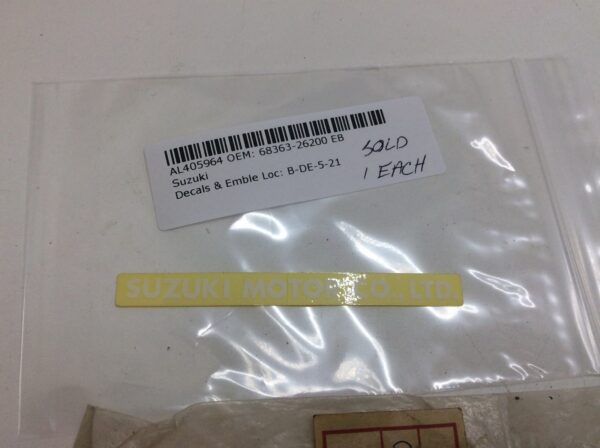 AL405964 OEM: 68363-26200 EB
Suzuki
Decals & Emble Loc: B-DE-5-21
SOLD
1 EACH
SUZUKI MOTOR CO., LTD.